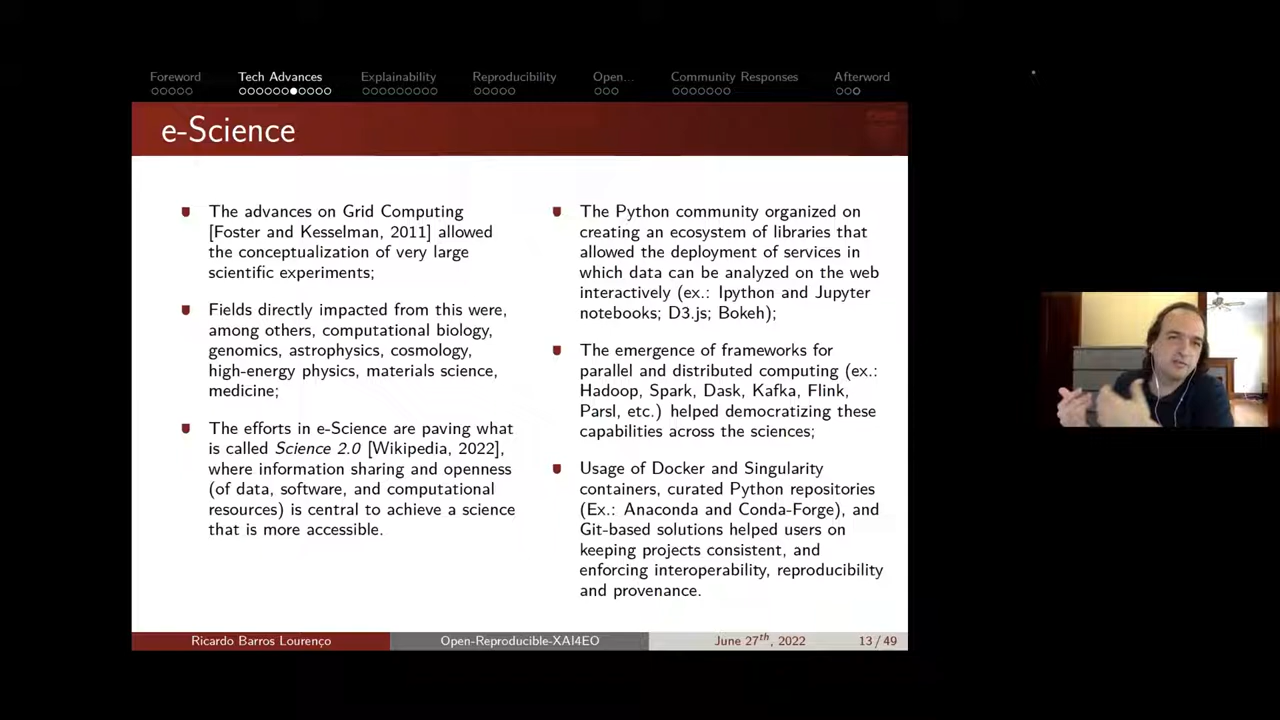 Foreword Tech Advances Explainability Reproducibility Open... Community Responses Afterword
e-Science
The advances on Grid Computing
[Foster and Kesselman, 2011] allowed
the conceptualization of very large
scientific experiments;
Fields directly impacted from this were,
among others, computational biology,
genomics, astrophysics, cosmology,
high-energy physics, materials science,
medicine;
The efforts in e-Science are paving what
is called Science 2.0 [Wikipedia, 2022],
where information sharing and openness
(of data, software, and computational
resources) is central to achieve a science
that is more accessible.
The Python community organized on
creating an ecosystem of libraries that
allowed the deployment of services in
which data can be analyzed on the web
interactively (ex.: Ipython and Jupyter
notebooks; D3.js; Bokeh);
The emergence of frameworks for
parallel and distributed computing (ex.:
Hadoop, Spark, Dask, Kafka, Flink,
Parsl, etc.) helped democratizing these
capabilities across the sciences;
Usage of Docker and Singularity
containers, curated Python repositories
(Ex.: Anaconda and Conda-Forge), and
Git-based solutions helped users on
keeping projects consistent, and
enforcing interoperability, reproducibility
and provenance.
Ricardo Barros Lourenço Open-Reproducible-XAI4EO June 27th, 2022 13 / 49